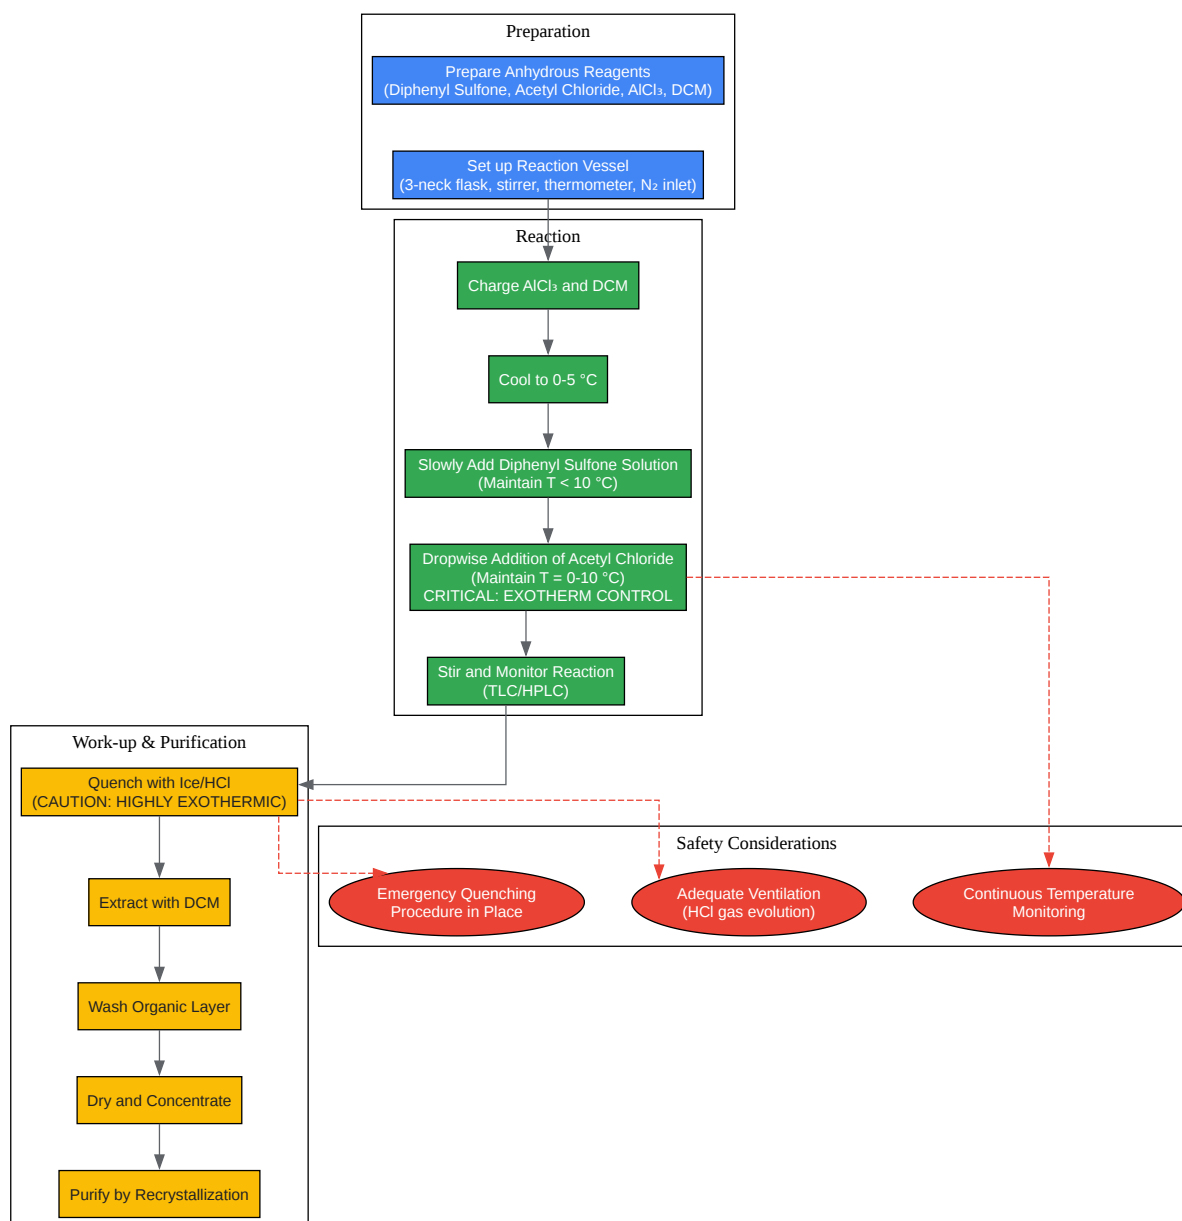 Preparation
Prepare Anhydrous Reagents
(Diphenyl Sulfone, Acetyl Chloride, AlCl₃, DCM)
Set up Reaction Vessel
(3-neck flask, stirrer, thermometer, N₂ inlet)
Reaction
Charge AlCl₃ and DCM
Cool to 0-5 °C
Slowly Add Diphenyl Sulfone Solution
(Maintain T < 10 °C)
Dropwise Addition of Acetyl Chloride
(Maintain T = 0-10 °C)
CRITICAL: EXOTHERM CONTROL
Stir and Monitor Reaction
(TLC/HPLC)
Work-up & Purification
Quench with Ice/HCl
(CAUTION: HIGHLY EXOTHERMIC)
Extract with DCM
Wash Organic Layer
Dry and Concentrate
Purify by Recrystallization
Safety Considerations
Emergency Quenching
Procedure in Place
Adequate Ventilation
(HCl gas evolution)
Continuous Temperature
Monitoring